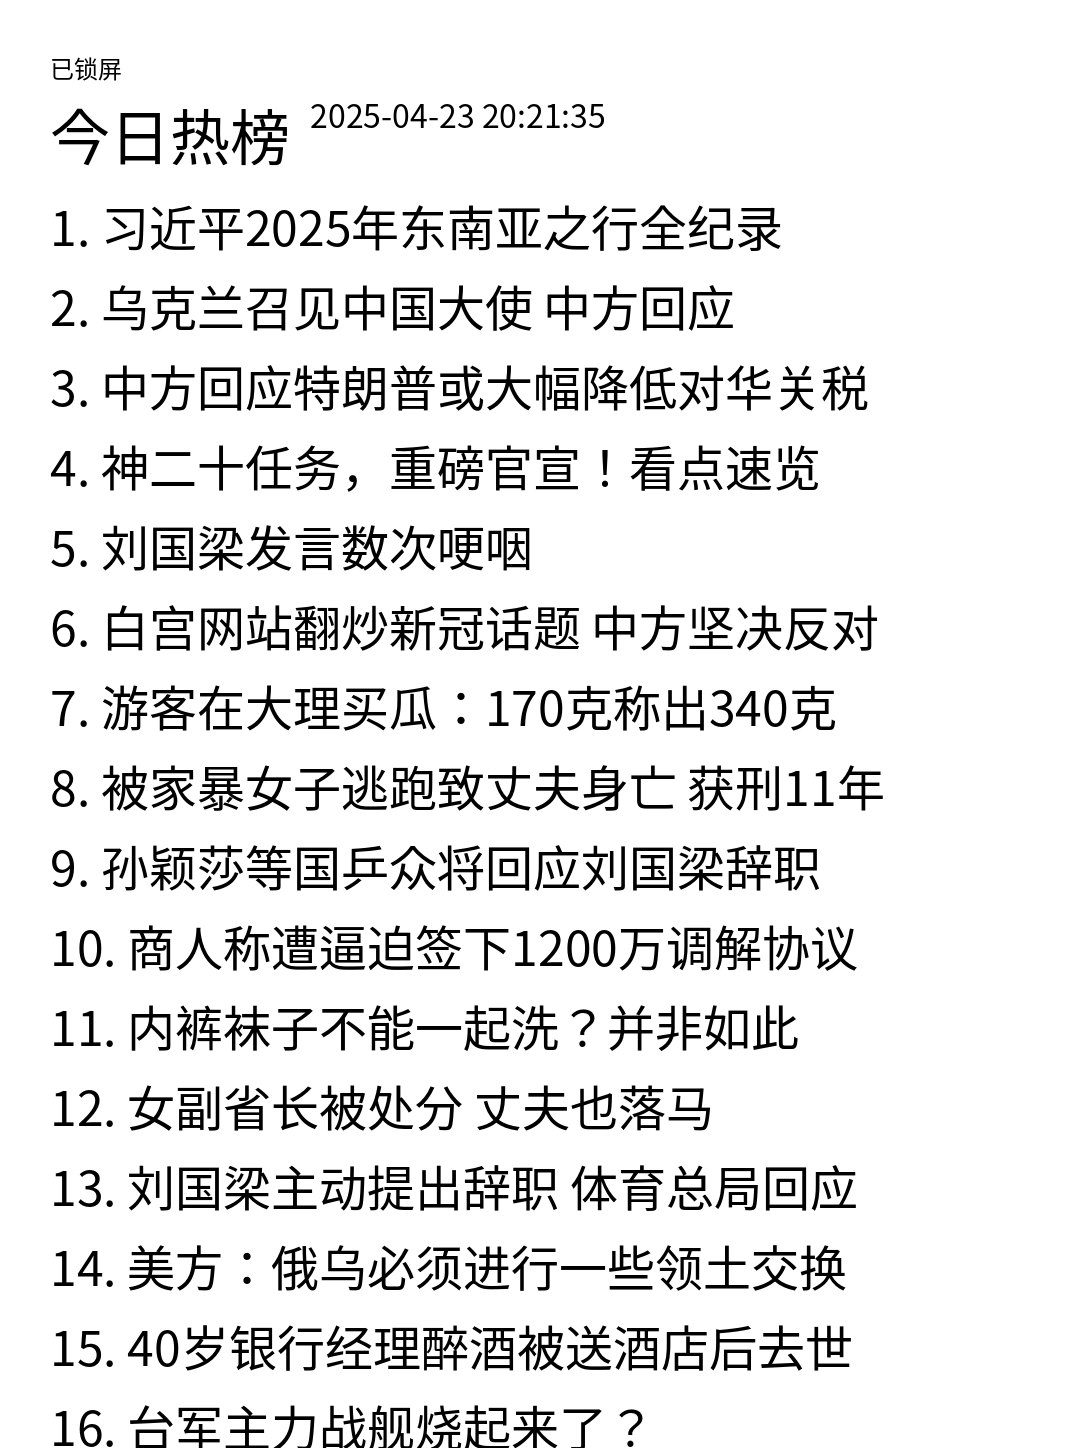 已锁屏
今日热榜 2025-04-23 20:21:35
1. 习近平2025年东南亚之行全纪录
2. 乌克兰召见中国大使 中方回应
3. 中方回应特朗普或大幅降低对华关税
4. 神二十任务，重磅官宣！看点速览
5. 刘国梁发言数次哽咽
6. 白宫网站翻炒新冠话题 中方坚决反对
7. 游客在大理买瓜：170克称出340克
8. 被家暴女子逃跑致丈夫身亡 获刑11年
9. 孙颖莎等国乒众将回应刘国梁辞职
10. 商人称遭逼迫签下1200万调解协议
11. 内裤袜子不能一起洗？并非如此
12. 女副省长被处分 丈夫也落马
13. 刘国梁主动提出辞职 体育总局回应
14. 美方：俄乌必须进行一些领土交换
15. 40岁银行经理醉酒被送酒店后去世
16. 台军主力战舰烧起来了？